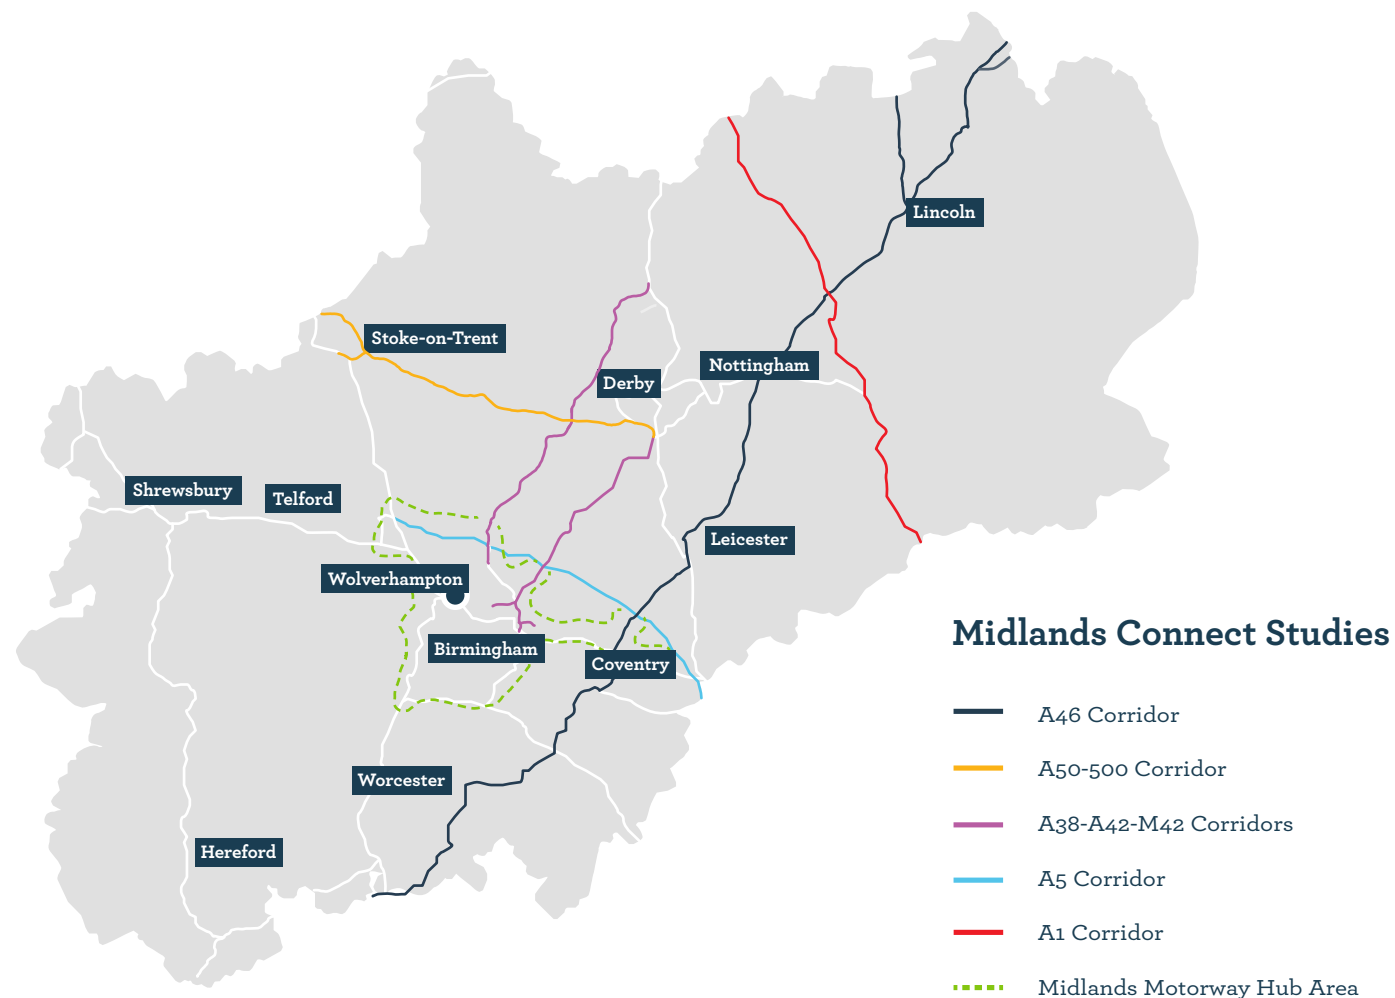 Lincoln
Stoke-on-Trent
Nottingham
Derby
Shrewsbury
Telford
Leicester
Wolverhampton
Birmingham
Coventry
Worcester
Hereford
Midlands Connect Studies
A46 Corridor
A50-500 Corridor
A38-A42-M42 Corridors
A5 Corridor
A1 Corridor
Midlands Motorway Hub Area